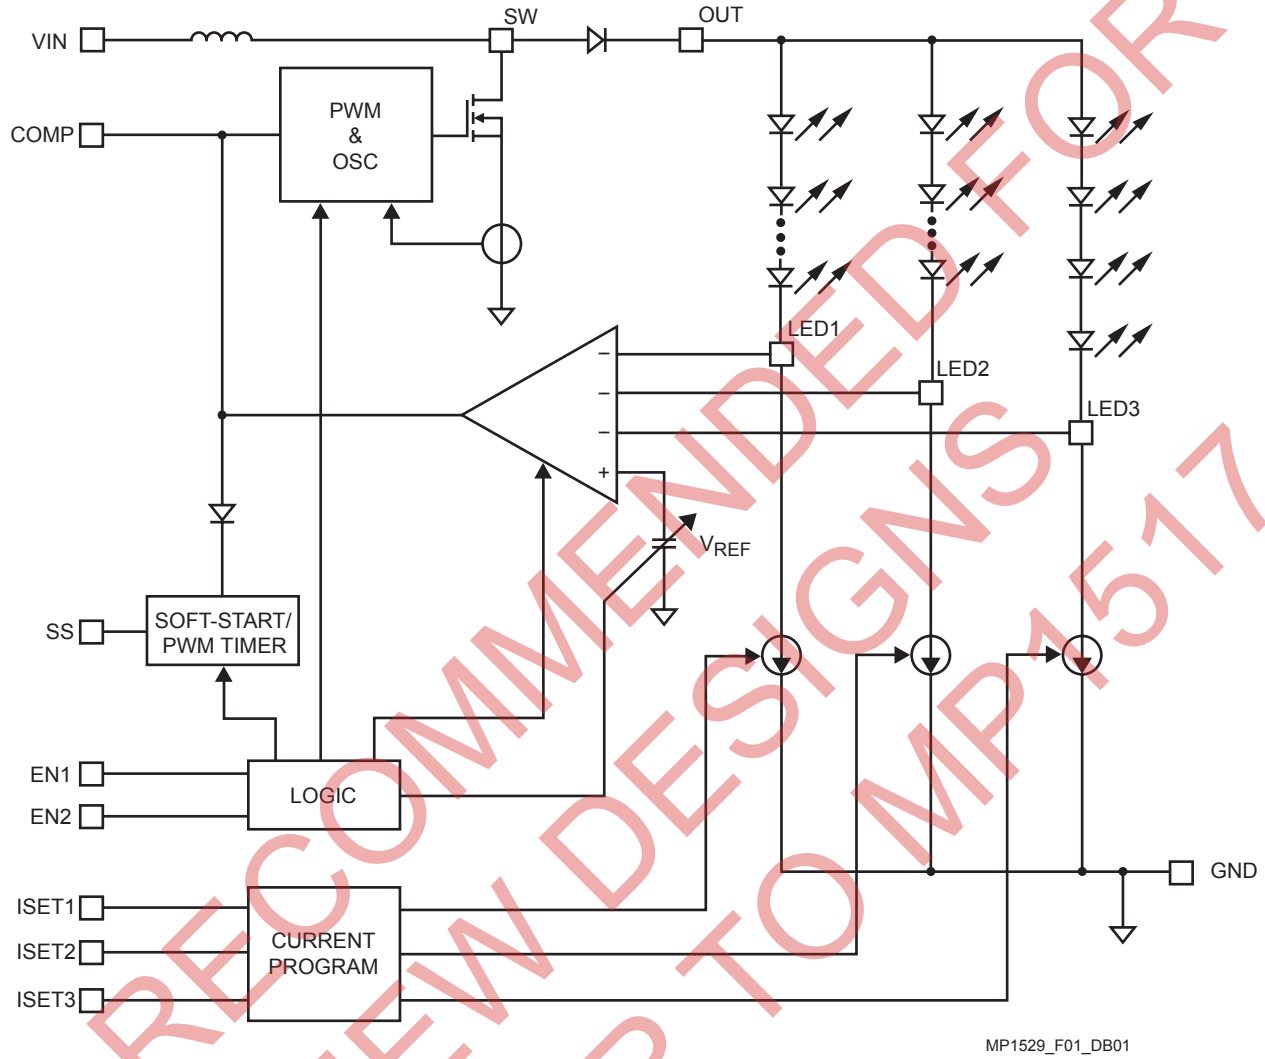 SW
OUT
VIN
COMP
PWM
&
OSC
LED1
LED2
LED3
−
−
−
+
VREF
SOFT-START/
PWM TIMER
SS
EN1
EN2
LOGIC
GND
ISET1
ISET2
ISET3
CURRENT
PROGRAM
RECOMMENDED FOR
EW DESIGNS
R TO MP1517
MP1529_F01_DB01